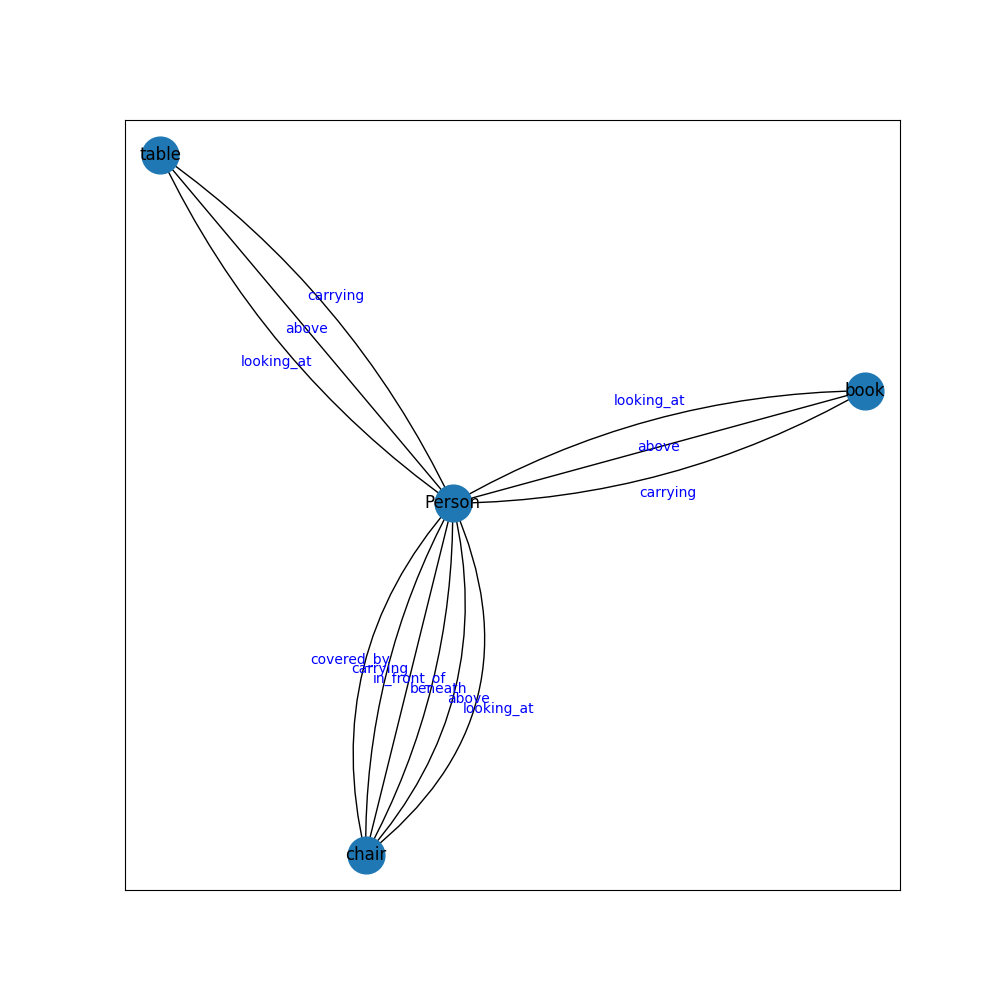 table
carrying
above
looking_at
book
looking_at
above
carrying
Person
covered_by
carrying
in_front_of
beneath
above
looking_at
chair